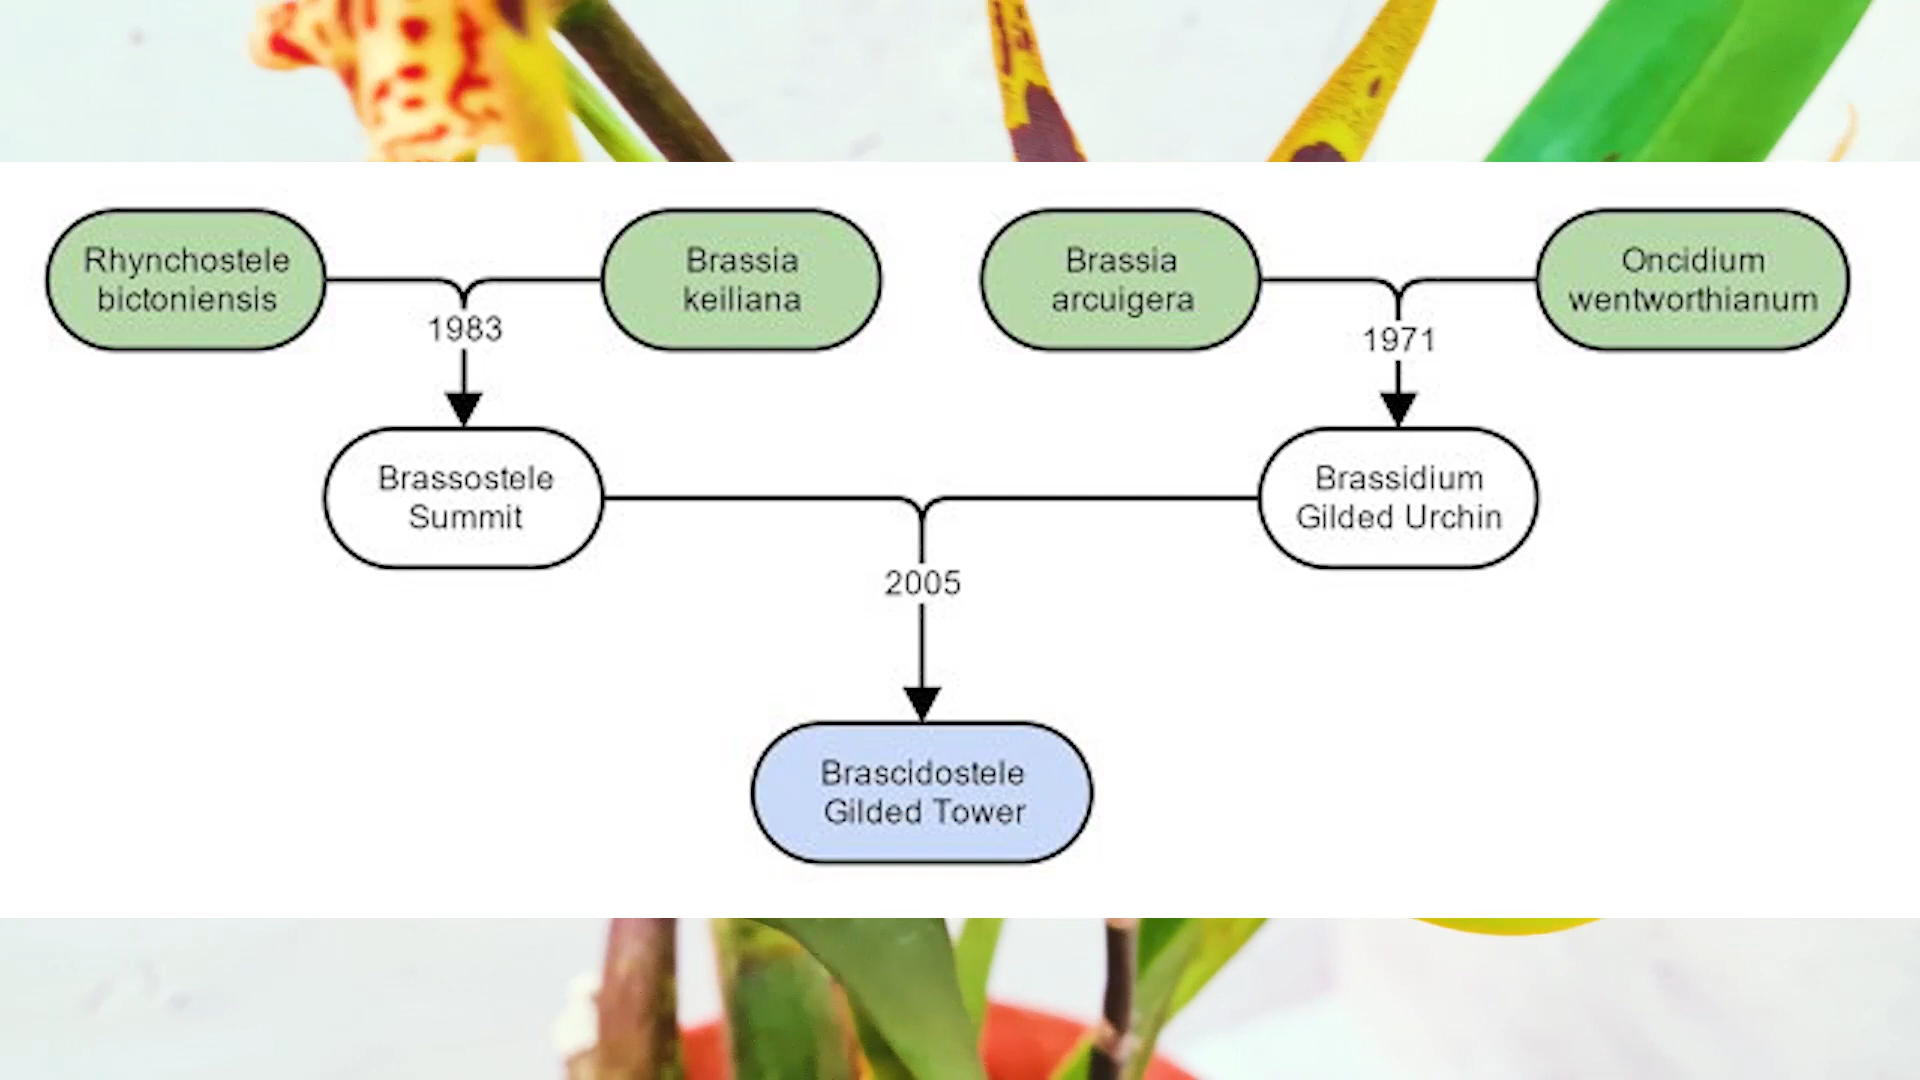 Rhynchostele
bictoniensis
Brassia
keiliana
Brassia
arcuigera
Oncidium
wentworthianum
1983
1971
Brassostele
Summit
Brassidium
Gilded Urchin
2005
Brascidostele
Gilded Tower